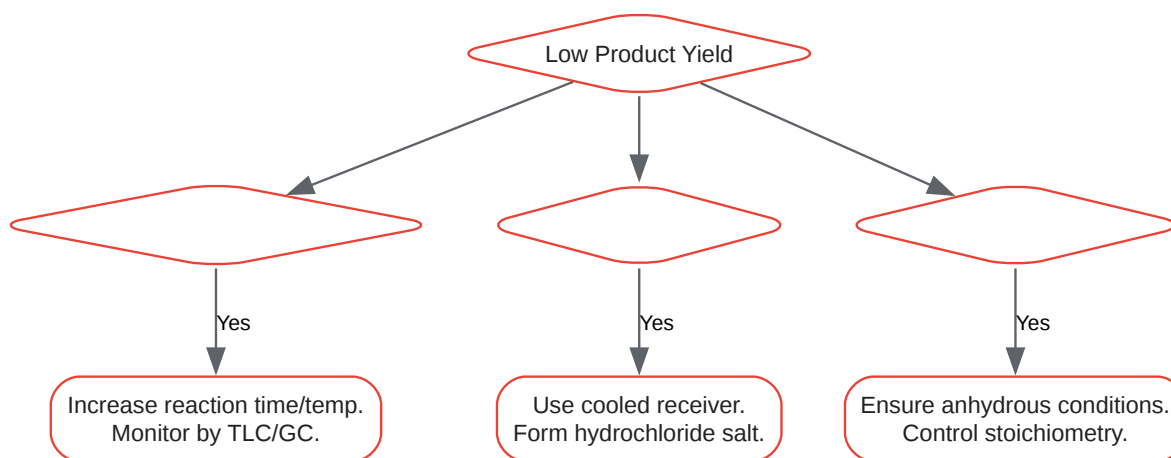 Low Product Yield
Yes
Yes
Yes
Increase reaction time/temp.
Monitor by TLC/GC.
Use cooled receiver.
Form hydrochloride salt.
Ensure anhydrous conditions.
Control stoichiometry.